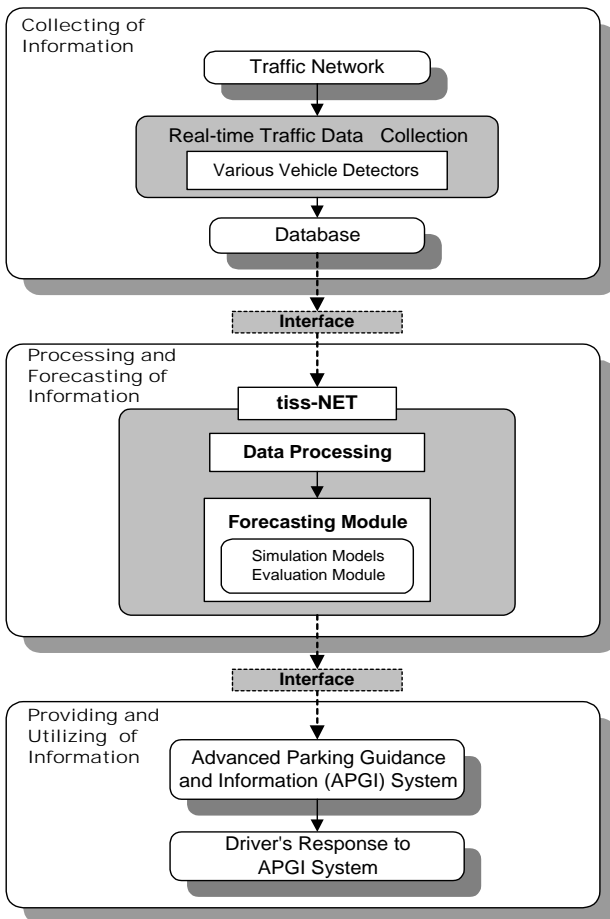 Collecting of
Information
Traffic Network
Real-time Traffic Data Collection
Various Vehicle Detectors
Database
Interface
Processing and
Forecasting of
Information
tiss-NET
Data Processing
Forecasting Module
Simulation Models
Evaluation Module
Interface
Providing and
Utilizing of
Information
Advanced Parking Guidance
and Information (APGI) System
Driver's Response to
APGI System